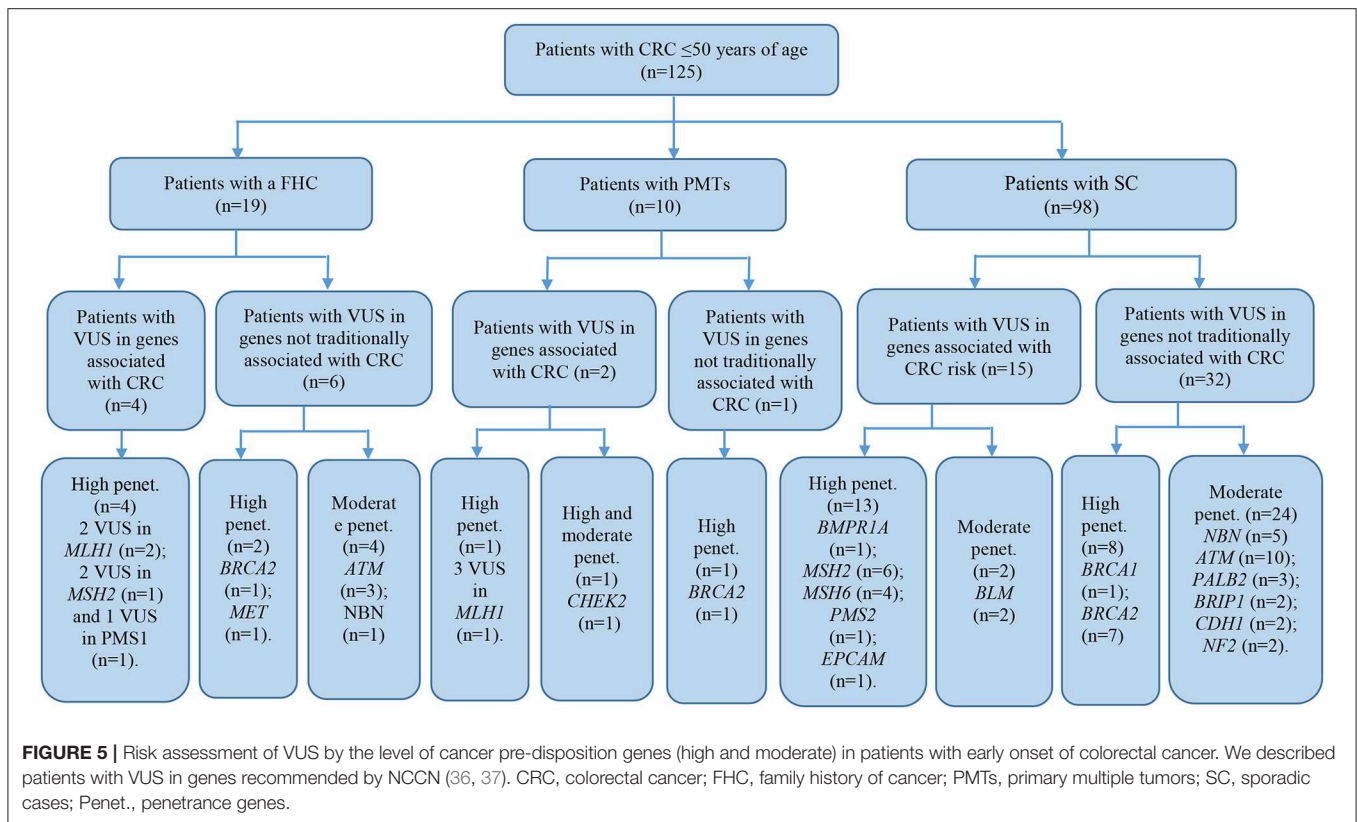 Patients with CRC ≤50 years of age
(n=125)
Patients with a FHC
(n=19)
Patients with PMTs
(n=10)
Patients with SC
(n=98)
Patients with
VUS in genes
associated
with CRC
(n=4)
Patients with VUS in
genes not traditionally
associated with CRC
(n=6)
Patients with VUS in
genes associated
with CRC (n=2)
Patients with
VUS in genes
not traditionally
associated with
CRC (n=1)
Patients with VUS in
genes associated with
CRC risk (n=15)
Patients with VUS in
genes not traditionally
associated with CRC
(n=32)
High penet.
(n=4)
2 VUS in
MLH1 (n=2);
2 VUS in
MSH2 (n=1)
and 1 VUS
in PMS1
(n=1).
High
penet.
(n=2)
BRCA2
(n=1);
MET
(n=1).
Moderat
e penet.
(n=4)
ATM
(n=3);
NBN
(n=1)
High
penet.
(n=1)
3 VUS
in
MLH1
(n=1).
High and
moderate
penet.
(n=1)
CHEK2
(n=1)
High
penet.
(n=1)
BRCA2
(n=1)
High penet.
(n=13)
BMPR1A
(n=1);
MSH2 (n=6);
MSH6 (n=4);
PMS2
(n=1);
EPCAM
(n=1).
Moderate
penet.
(n=2)
BLM
(n=2)
High
penet.
(n=8)
BRCA1
(n=1);
BRCA2
(n=7)
Moderate
penet. (n=24)
NBN (n=5)
ATM (n=10);
PALB2 (n=3);
BRIP1 (n=2);
CDH1 (n=2);
NF2 (n=2).
FIGURE 5 | Risk assessment of VUS by the level of cancer pre-disposition genes (high and moderate) in patients with early onset of colorectal cancer. We described
patients with VUS in genes recommended by NCCN (36, 37). CRC, colorectal cancer; FHC, family history of cancer; PMTs, primary multiple tumors; SC, sporadic
cases; Penet., penetrance genes.